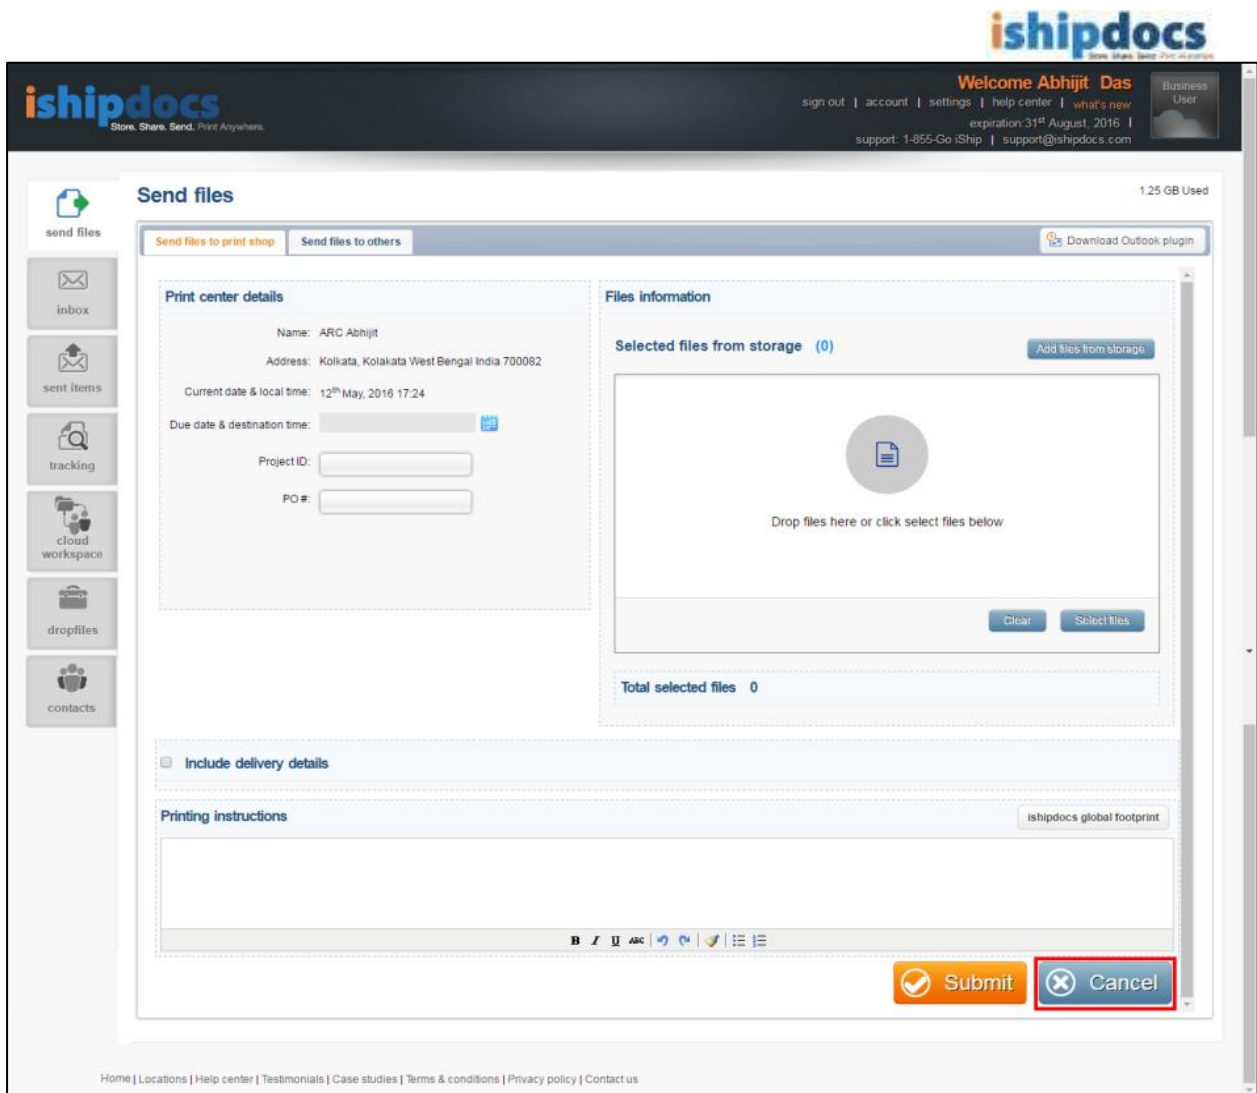 ishipdocs
ishipdocs
Store. Share. Send. Print Anywhere.
Welcome Abhijit Das
sign out | account | settings | help center | what's new
expiration:31st August, 2016 |
support: 1-855-Go iShip | support@ishipdocs.com
Business
User
send files
inbox
sent items
tracking
cloud
workspace
dropfiles
contacts
Send files
1.25 GB Used
Send files to print shop
Send files to others
Download Outlook plugin
Print center details
Name: ARC Abhijit
Address: Kolkata, Kolakata West Bengal India 700082
Current date & local time: 12th May, 2016 17:24
Due date & destination time:
Project ID:
PO #:
Files information
Selected files from storage (0)
Add files from storage
Drop files here or click select files below
Clear
Select files
Total selected files 0
Include delivery details
Printing instructions
ishipdocs global footprint
B I U ABC
Submit
Cancel
Home | Locations | Help center | Testimonials | Case studies | Terms & conditions | Privacy policy | Contact us